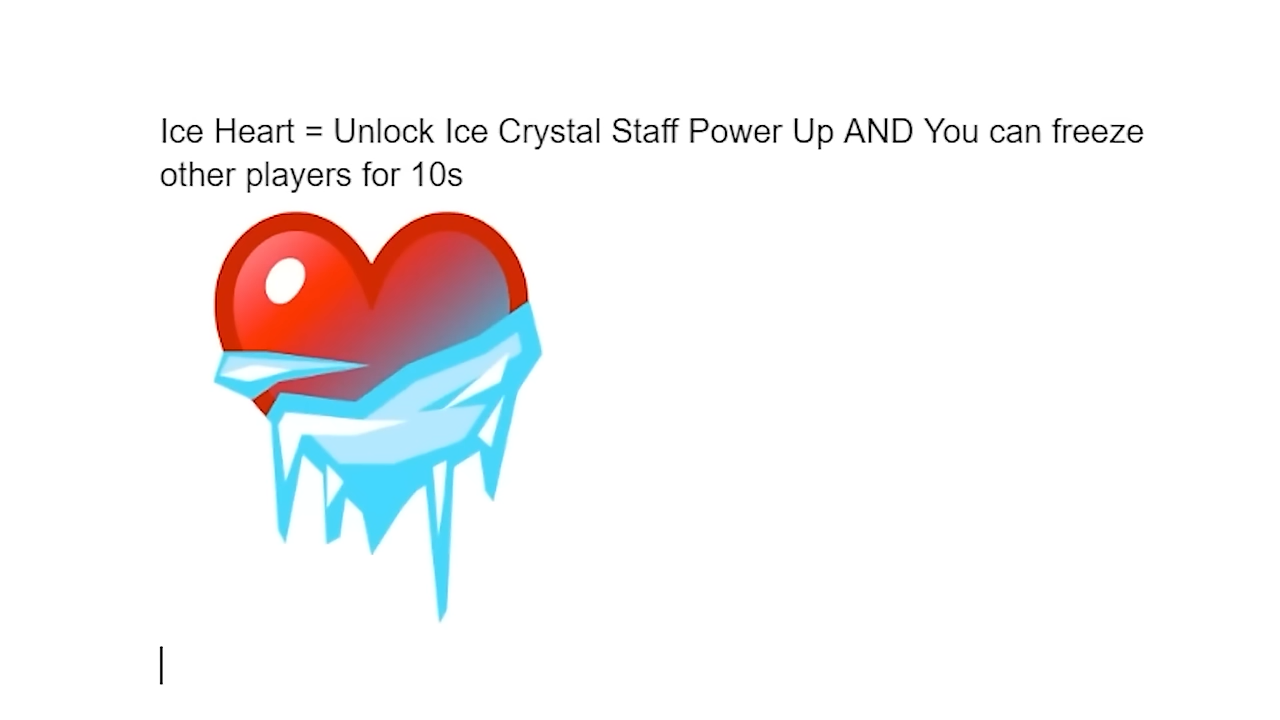 Ice Heart = Unlock Ice Crystal Staff Power Up AND You can freeze
other players for 10s